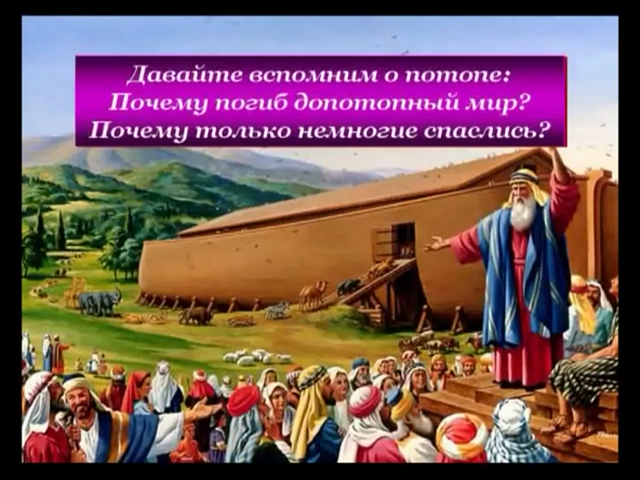 Давайте вспомним о потопе:
Почему погиб допотопный мир?
Почему только немногие спаслись?